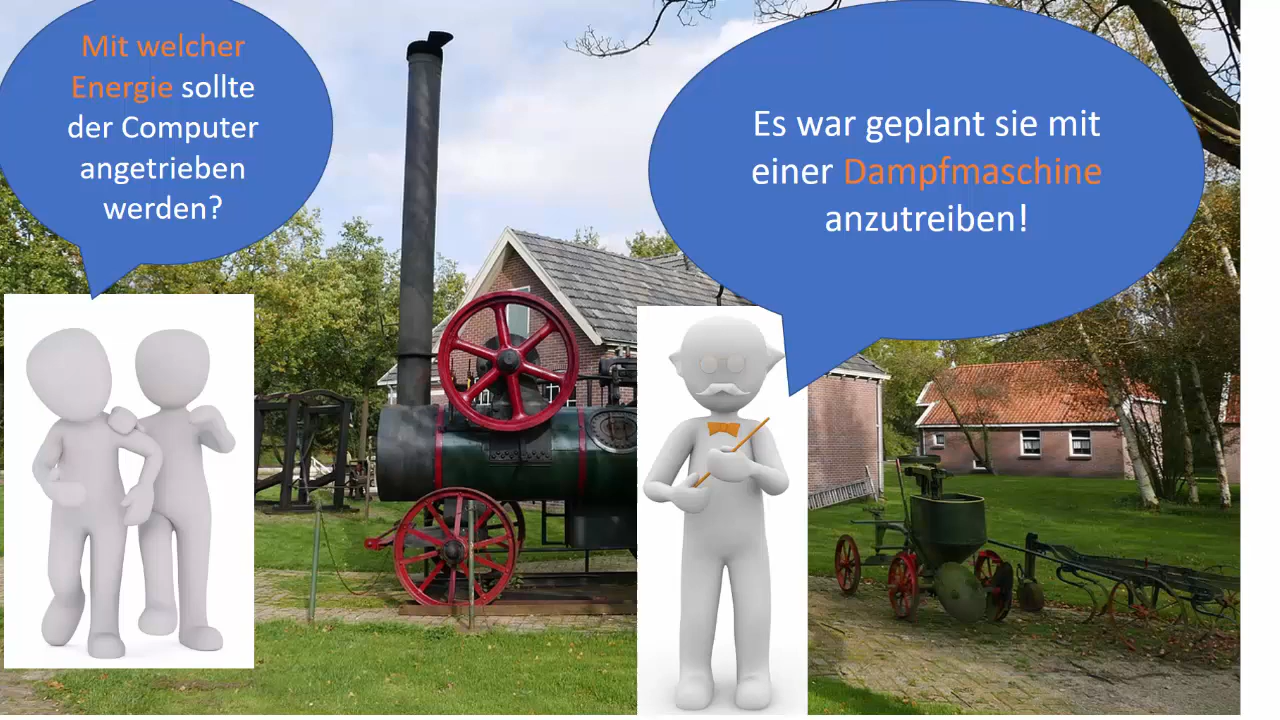 Mit welcher
Energie sollte
der Computer
angetrieben
werden?
Es war geplant sie mit
einer Dampfmaschine
anzutreiben!